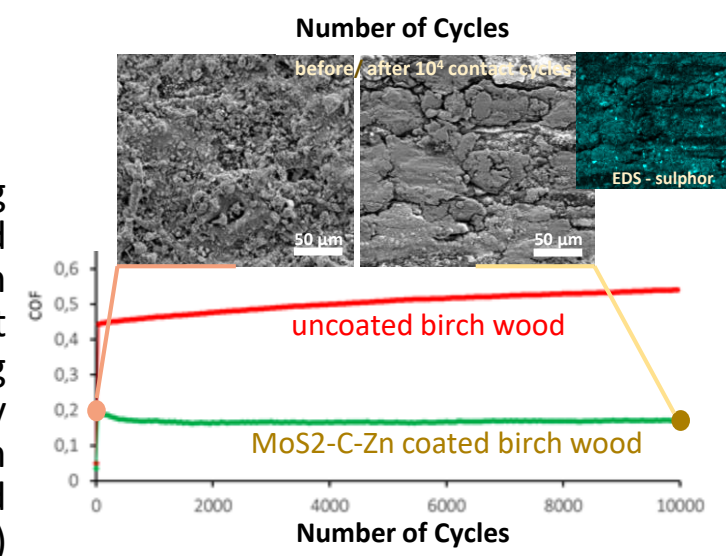 Number of Cycles
before/ after 10⁴ contact cycles
EDS - sulphor
50 µm
50 µm
g
d
n
t
g
y
n
d
)
COF
0,6
0,5
0,4
0,3
0,2
0,1
0
uncoated birch wood
MoS2-C-Zn coated birch wood
0
2000
4000
6000
8000
10000
Number of Cycles